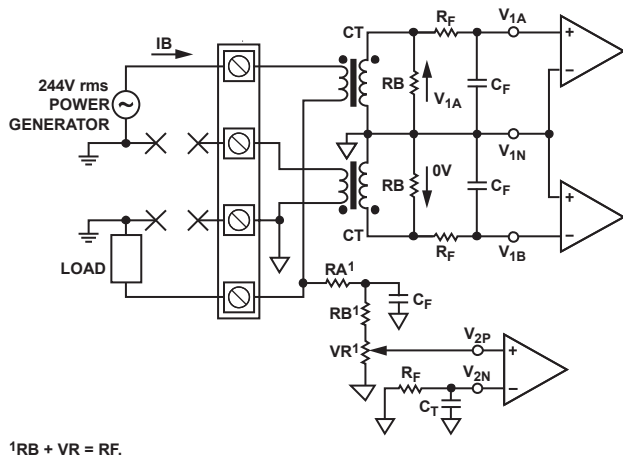 IB
CT
RF
V1A
244V rms
POWER
GENERATOR
~
RB
V1A
CF
+
−
V1N
RB
0V
CF
+
−
CT
RF
V1B
LOAD
RA¹
CF
RB¹
VR¹
V2P
+
RF
V2N
−
CT
¹RB + VR = RF.